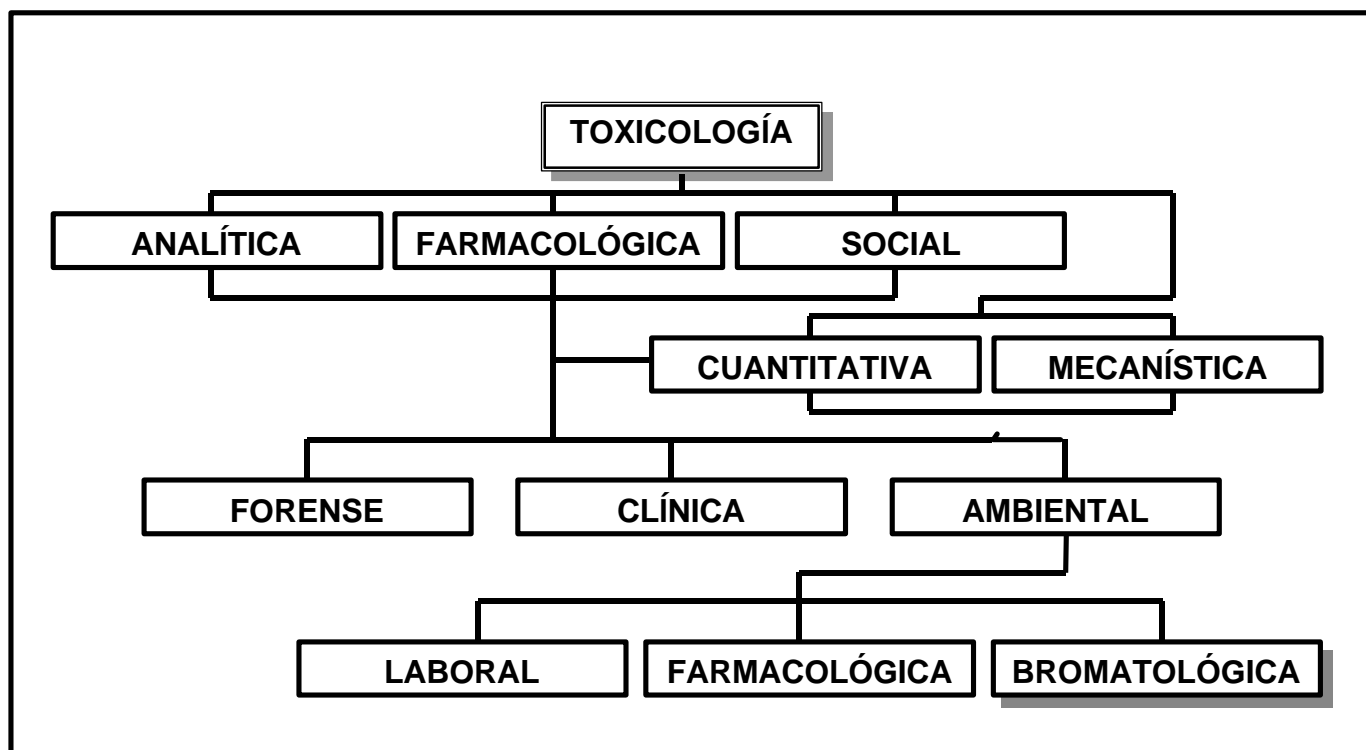 TOXICOLOGÍA
ANALÍTICA
FARMACOLÓGICA
SOCIAL
CUANTITATIVA
MECANÍSTICA
FORENSE
CLÍNICA
AMBIENTAL
LABORAL
FARMACOLÓGICA
BROMATOLÓGICA